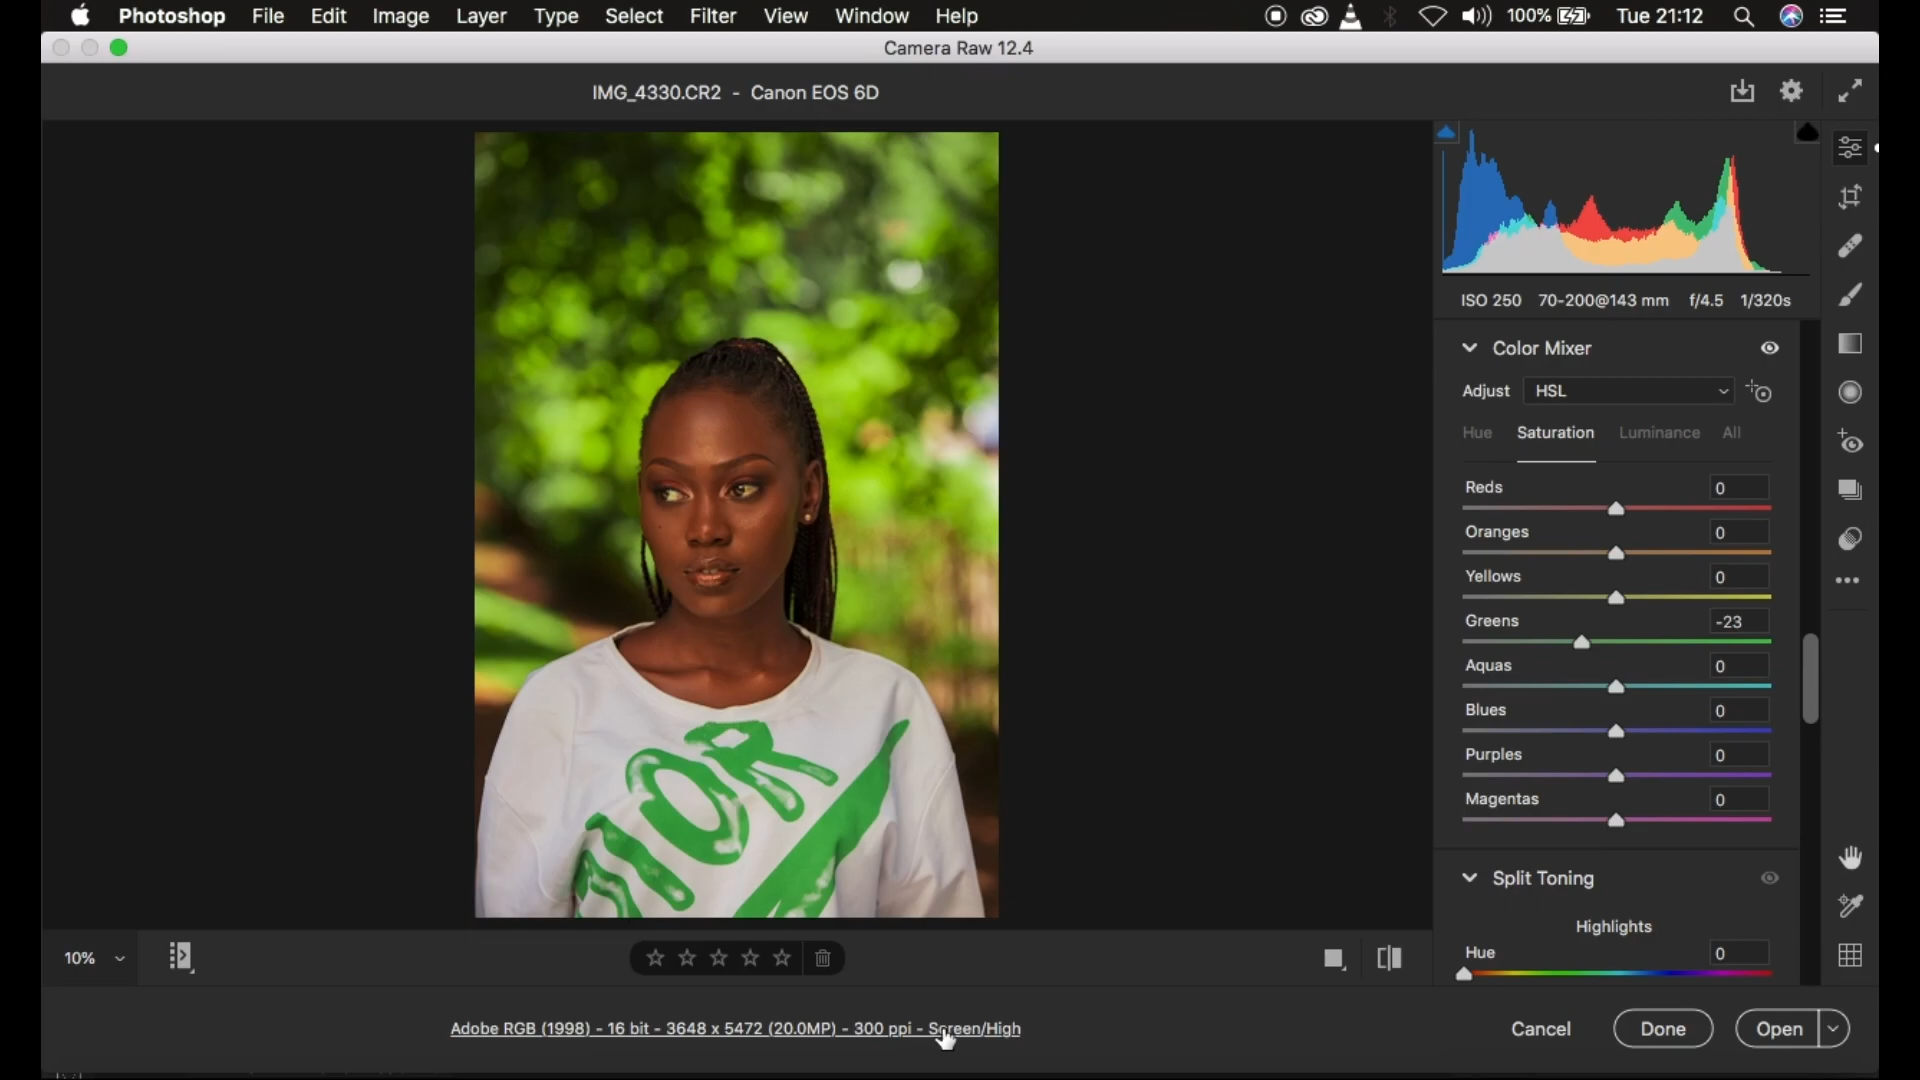 Photoshop File Edit Image Layer Type Select Filter View Window Help 100% Tue 21:12
Camera Raw 12.4
IMG_4330.CR2 - Canon EOS 6D
ISO 250 70-200@143 mm f/4.5 1/320s
Color Mixer
Adjust HSL
Hue Saturation Luminance All
Reds 0
Oranges 0
Yellows 0
Greens -23
Aquas 0
Blues 0
Purples 0
Magentas 0
Split Toning
Highlights
Hue 0
10%
Adobe RGB (1998) - 16 bit - 3648 x 5472 (20.0MP) - 300 ppi - Screen/High
Cancel Done Open